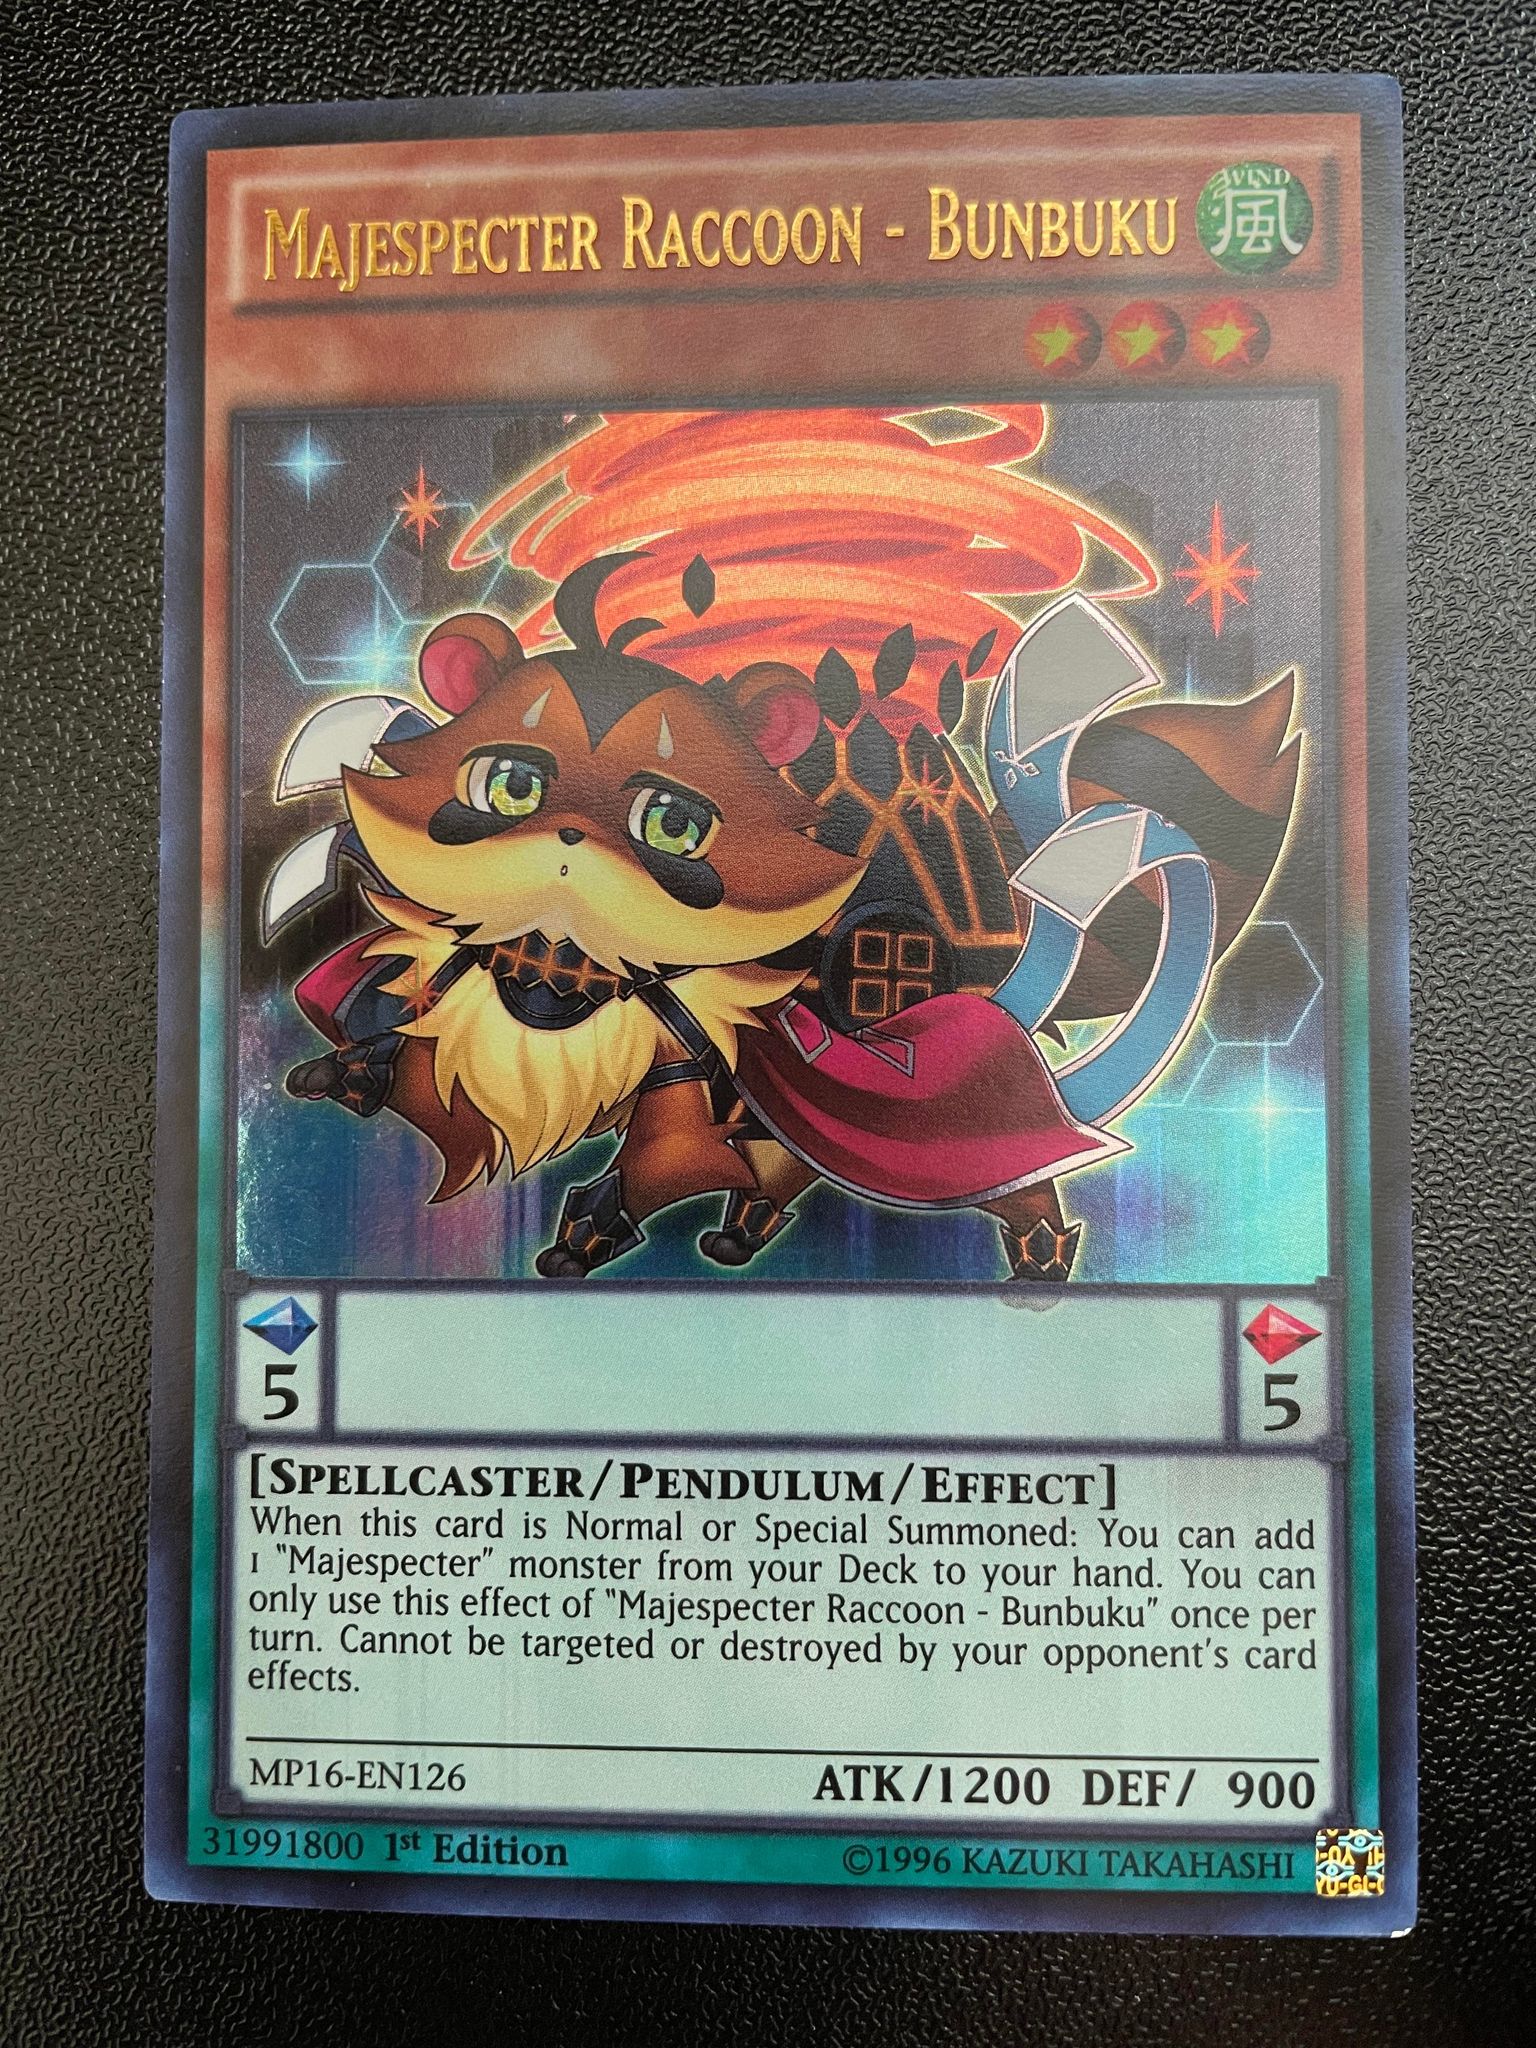 MAJESPECTER RACCOON - BUNBUKU
WIND
風
5
5
[SPELLCASTER/PENDULUM/EFFECT]
When this card is Normal or Special Summoned: You can add
1 "Majespecter" monster from your Deck to your hand. You can
only use this effect of "Majespecter Raccoon - Bunbuku" once per
turn. Cannot be targeted or destroyed by your opponent's card
effects.
MP16-EN126
ATK/1200 DEF/ 900
31991800 1st Edition
©1996 KAZUKI TAKAHASHI
YU-GI-